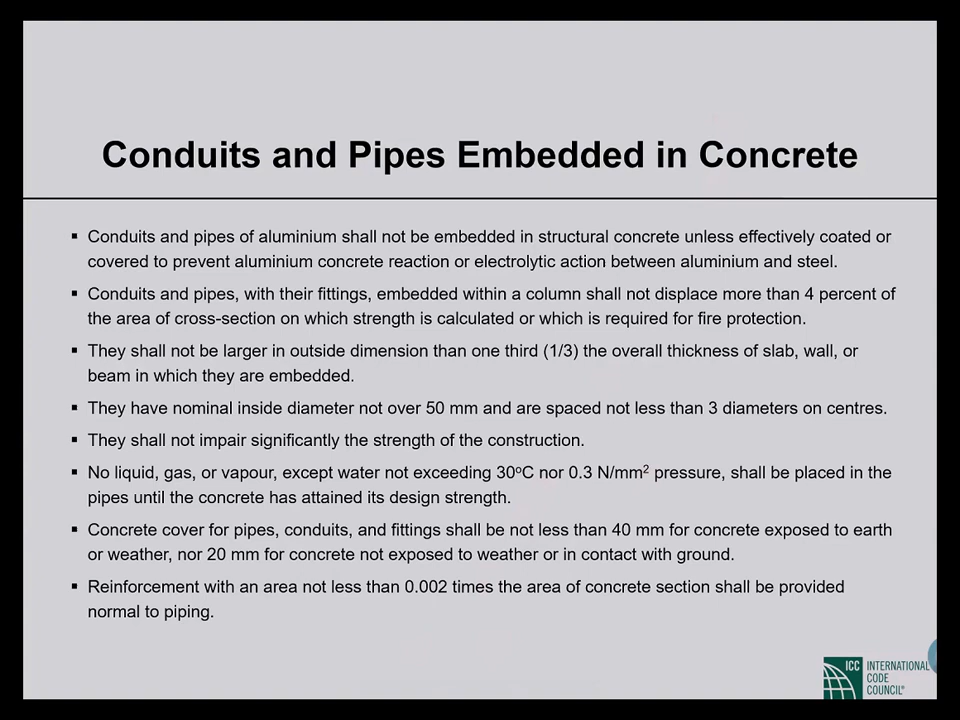 Conduits and Pipes Embedded in Concrete
▪ Conduits and pipes of aluminium shall not be embedded in structural concrete unless effectively coated or
covered to prevent aluminium concrete reaction or electrolytic action between aluminium and steel.
▪ Conduits and pipes, with their fittings, embedded within a column shall not displace more than 4 percent of
the area of cross-section on which strength is calculated or which is required for fire protection.
▪ They shall not be larger in outside dimension than one third (1/3) the overall thickness of slab, wall, or
beam in which they are embedded.
▪ They have nominal inside diameter not over 50 mm and are spaced not less than 3 diameters on centres.
▪ They shall not impair significantly the strength of the construction.
▪ No liquid, gas, or vapour, except water not exceeding 30ºC nor 0.3 N/mm² pressure, shall be placed in the
pipes until the concrete has attained its design strength.
▪ Concrete cover for pipes, conduits, and fittings shall be not less than 40 mm for concrete exposed to earth
or weather, nor 20 mm for concrete not exposed to weather or in contact with ground.
▪ Reinforcement with an area not less than 0.002 times the area of concrete section shall be provided
normal to piping.
ICC INTERNATIONAL
CODE
COUNCIL®